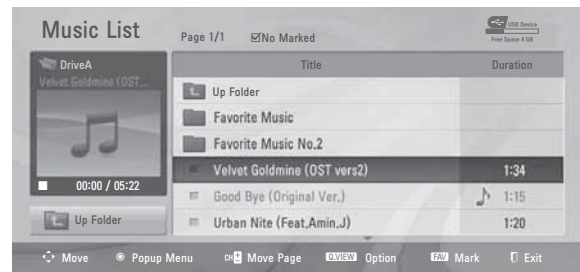 Music List
Page 1/1 No Marked
USB Device
Free Space 4 GB
DriveA
Velvet Goldmine (OST...
00:00 / 05:22
Up Folder
Title Duration
Up Folder
Favorite Music
Favorite Music No.2
Velvet Goldmine (OST vers2) 1:34
Good Bye (Original Ver.) 1:15
Urban Nite (Feat.Amin.J) 1:20
Move Popup Menu CH Move Page Q.VIEW Option FAV Mark Exit